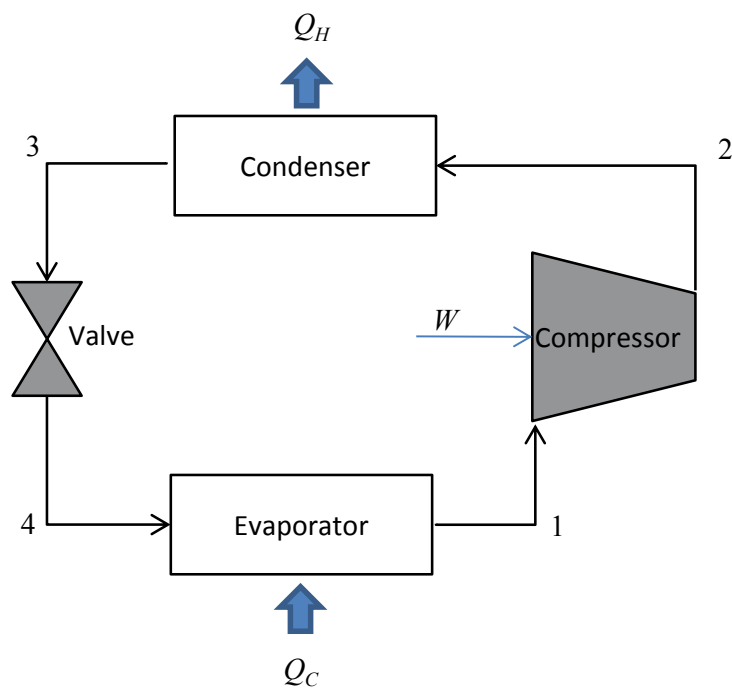 Q_H
3
2
Condenser
Valve
W
Compressor
4
Evaporator
1
Q_C